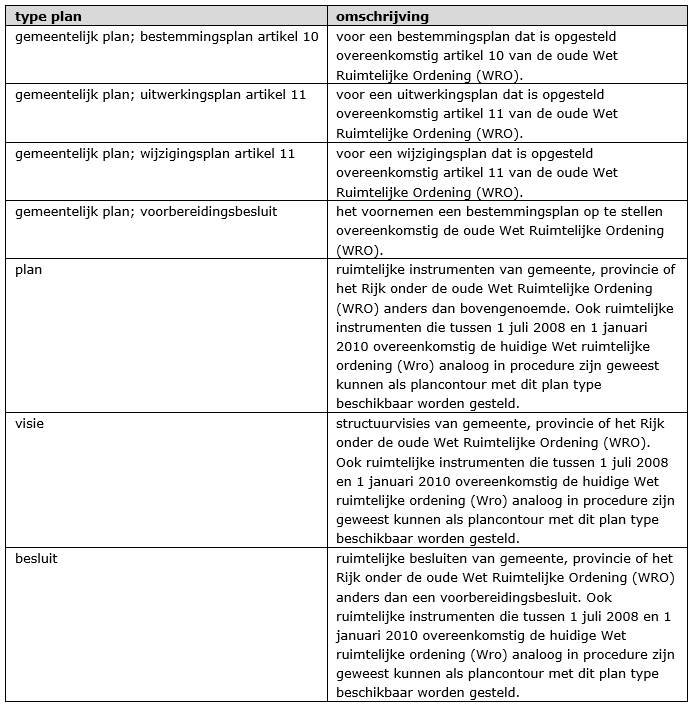 type plan
omschrijving
gemeentelijk plan; bestemmingsplan artikel 10
voor een bestemmingsplan dat is opgesteld
overeenkomstig artikel 10 van de oude Wet
Ruimtelijke Ordening (WRO).
gemeentelijk plan; uitwerkingsplan artikel 11
voor een uitwerkingsplan dat is opgesteld
overeenkomstig artikel 11 van de oude Wet
Ruimtelijke Ordening (WRO).
gemeentelijk plan; wijzigingsplan artikel 11
voor een wijzigingsplan dat is opgesteld
overeenkomstig artikel 11 van de oude Wet
Ruimtelijke Ordening (WRO).
gemeentelijk plan; voorbereidingsbesluit
het voornemen een bestemmingsplan op te stellen
overeenkomstig de oude Wet Ruimtelijke Ordening
(WRO).
plan
ruimtelijke instrumenten van gemeente, provincie of
het Rijk onder de oude Wet Ruimtelijke Ordening
(WRO) anders dan bovengenoemde. Ook ruimtelijke
instrumenten die tussen 1 juli 2008 en 1 januari
2010 overeenkomstig de huidige Wet ruimtelijke
ordening (Wro) analoog in procedure zijn geweest
kunnen als plancontour met dit plan type
beschikbaar worden gesteld.
visie
structuurvisies van gemeente, provincie of het Rijk
onder de oude Wet Ruimtelijke Ordening (WRO).
Ook ruimtelijke instrumenten die tussen 1 juli 2008
en 1 januari 2010 overeenkomstig de huidige Wet
ruimtelijke ordening (Wro) analoog in procedure zijn
geweest kunnen als plancontour met dit plan type
beschikbaar worden gesteld.
besluit
ruimtelijke besluiten van gemeente, provincie of het
Rijk onder de oude Wet Ruimtelijke Ordening (WRO)
anders dan een voorbereidingsbesluit. Ook
ruimtelijke instrumenten die tussen 1 juli 2008 en 1
januari 2010 overeenkomstig de huidige Wet
ruimtelijke ordening (Wro) analoog in procedure zijn
geweest kunnen als plancontour met dit plan type
beschikbaar worden gesteld.